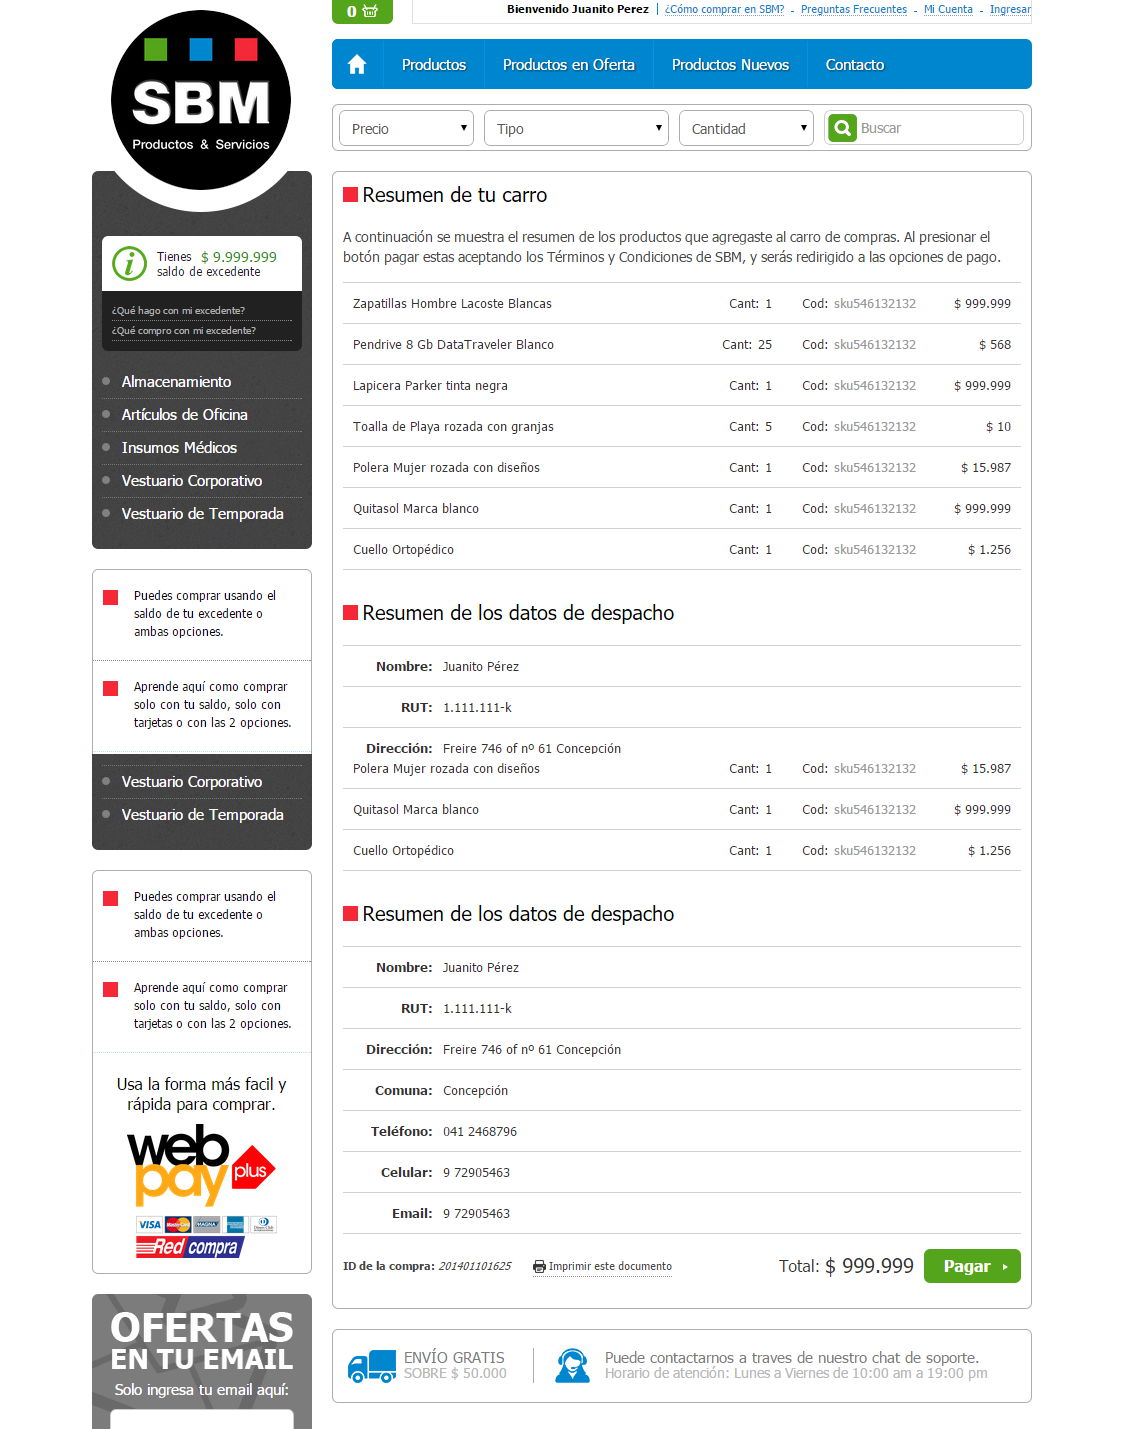 0
Bienvenido Juanito Perez | ¿Cómo comprar en SBM? - Preguntas Frecuentes - Mi Cuenta - Ingresar
SBM
Productos & Servicios
Productos Productos en Oferta Productos Nuevos Contacto
Precio Tipo Cantidad Buscar
Tienes $ 9.999.999
saldo de excedente
¿Qué hago con mi excedente?
¿Qué compro con mi excedente?
Almacenamiento
Artículos de Oficina
Insumos Médicos
Vestuario Corporativo
Vestuario de Temporada
Puedes comprar usando el
saldo de tu excedente o
ambas opciones.
Aprende aquí como comprar
solo con tu saldo, solo con
tarjetas o con las 2 opciones.
Vestuario Corporativo
Vestuario de Temporada
Puedes comprar usando el
saldo de tu excedente o
ambas opciones.
Aprende aquí como comprar
solo con tu saldo, solo con
tarjetas o con las 2 opciones.
Usa la forma más facil y
rápida para comprar.
web
pay plus
VISA MasterCard MAGNA
Red compra
OFERTAS
EN TU EMAIL
Solo ingresa tu email aquí:
Resumen de tu carro
A continuación se muestra el resumen de los productos que agregaste al carro de compras. Al presionar el
botón pagar estas aceptando los Términos y Condiciones de SBM, y serás redirigido a las opciones de pago.
Zapatillas Hombre Lacoste Blancas Cant: 1 Cod: sku546132132 $ 999.999
Pendrive 8 Gb DataTraveler Blanco Cant: 25 Cod: sku546132132 $ 568
Lapicera Parker tinta negra Cant: 1 Cod: sku546132132 $ 999.999
Toalla de Playa rozada con granjas Cant: 5 Cod: sku546132132 $ 10
Polera Mujer rozada con diseños Cant: 1 Cod: sku546132132 $ 15.987
Quitasol Marca blanco Cant: 1 Cod: sku546132132 $ 999.999
Cuello Ortopédico Cant: 1 Cod: sku546132132 $ 1.256
Resumen de los datos de despacho
Nombre: Juanito Pérez
RUT: 1.111.111-k
Dirección: Freire 746 of nº 61 Concepción
Polera Mujer rozada con diseños Cant: 1 Cod: sku546132132 $ 15.987
Quitasol Marca blanco Cant: 1 Cod: sku546132132 $ 999.999
Cuello Ortopédico Cant: 1 Cod: sku546132132 $ 1.256
Resumen de los datos de despacho
Nombre: Juanito Pérez
RUT: 1.111.111-k
Dirección: Freire 746 of nº 61 Concepción
Comuna: Concepción
Teléfono: 041 2468796
Celular: 9 72905463
Email: 9 72905463
ID de la compra: 201401101625 Imprimir este documento Total: $ 999.999 Pagar
ENVÍO GRATIS
SOBRE $ 50.000
Puede contactarnos a traves de nuestro chat de soporte.
Horario de atención: Lunes a Viernes de 10:00 am a 19:00 pm